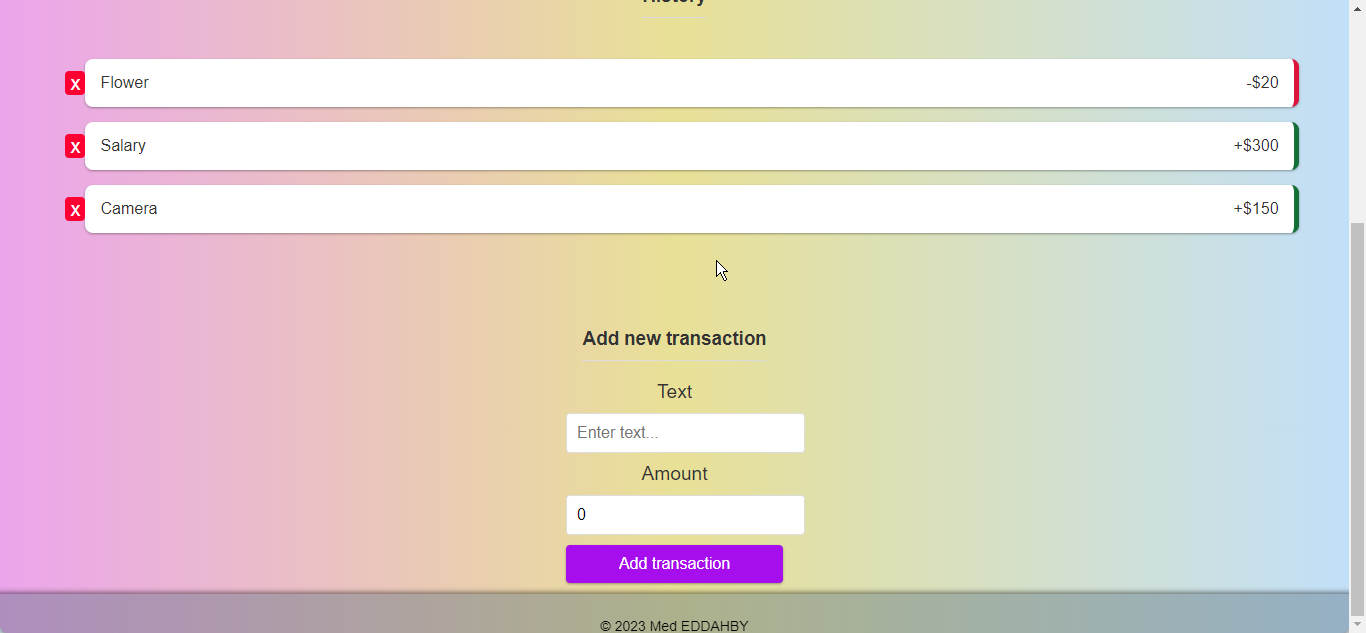 History
x Flower -$20
x Salary +$300
x Camera +$150
Add new transaction
Text
Enter text...
Amount
0
Add transaction
© 2023 Med EDDAHBY